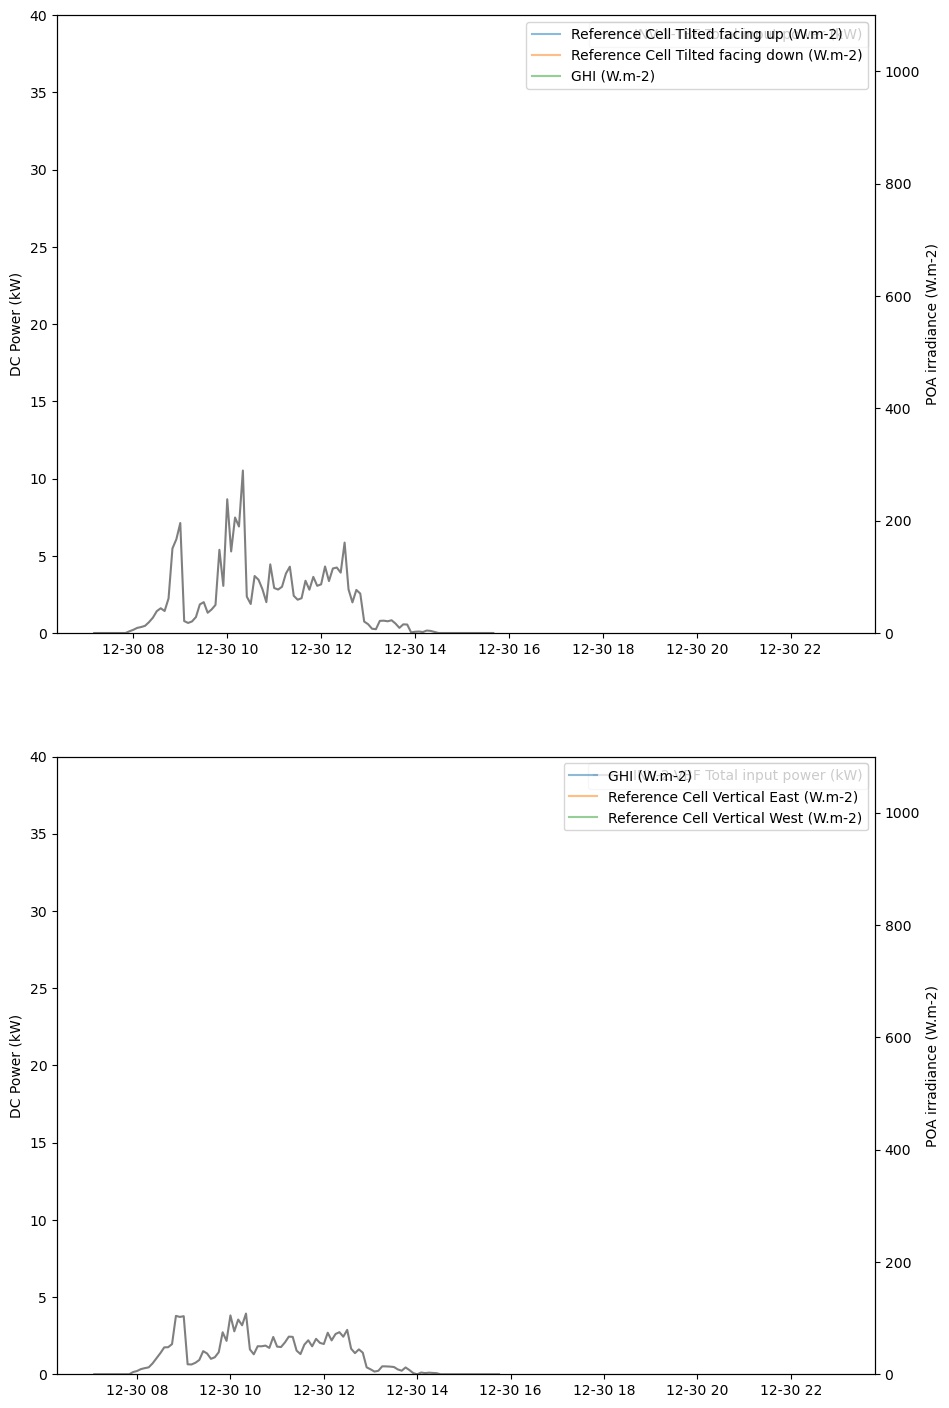 40
35
30
25
20
15
10
5
0
DC Power (kW)
Reference Cell Tilted facing up (W.m-2)
Reference Cell Tilted facing down (W.m-2)
GHI (W.m-2)
1000
800
600
400
200
0
POA irradiance (W.m-2)
12-30 08 12-30 10 12-30 12 12-30 14 12-30 16 12-30 18 12-30 20 12-30 22
40
35
30
25
20
15
10
5
0
DC Power (kW)
GHI (W.m-2)
Total input power (kW)
Reference Cell Vertical East (W.m-2)
Reference Cell Vertical West (W.m-2)
1000
800
600
400
200
0
POA irradiance (W.m-2)
12-30 08 12-30 10 12-30 12 12-30 14 12-30 16 12-30 18 12-30 20 12-30 22